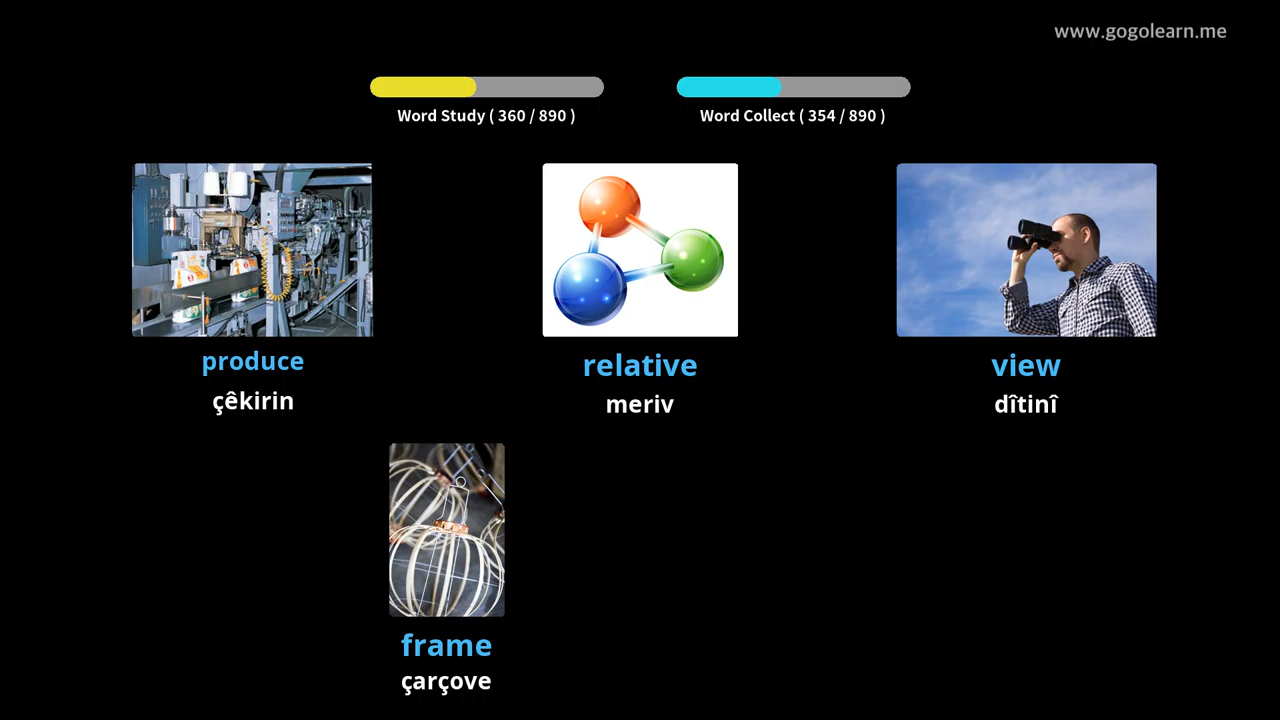 www.gogolearn.me
Word Study ( 360 / 890 )
Word Collect ( 354 / 890 )
produce
çêkirin
relative
meriv
view
dîtinî
frame
çarçove